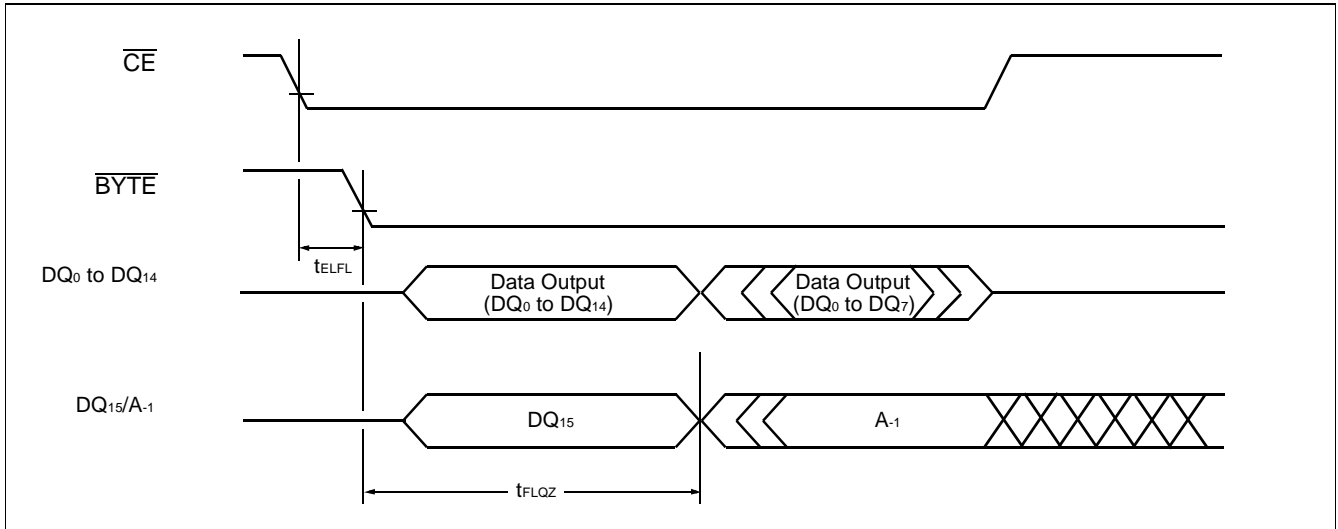 CE
BYTE
tELFL
DQ0 to DQ14
Data Output
(DQ0 to DQ14)
Data Output
(DQ0 to DQ7)
DQ15/A-1
DQ15
A-1
tFLQZ